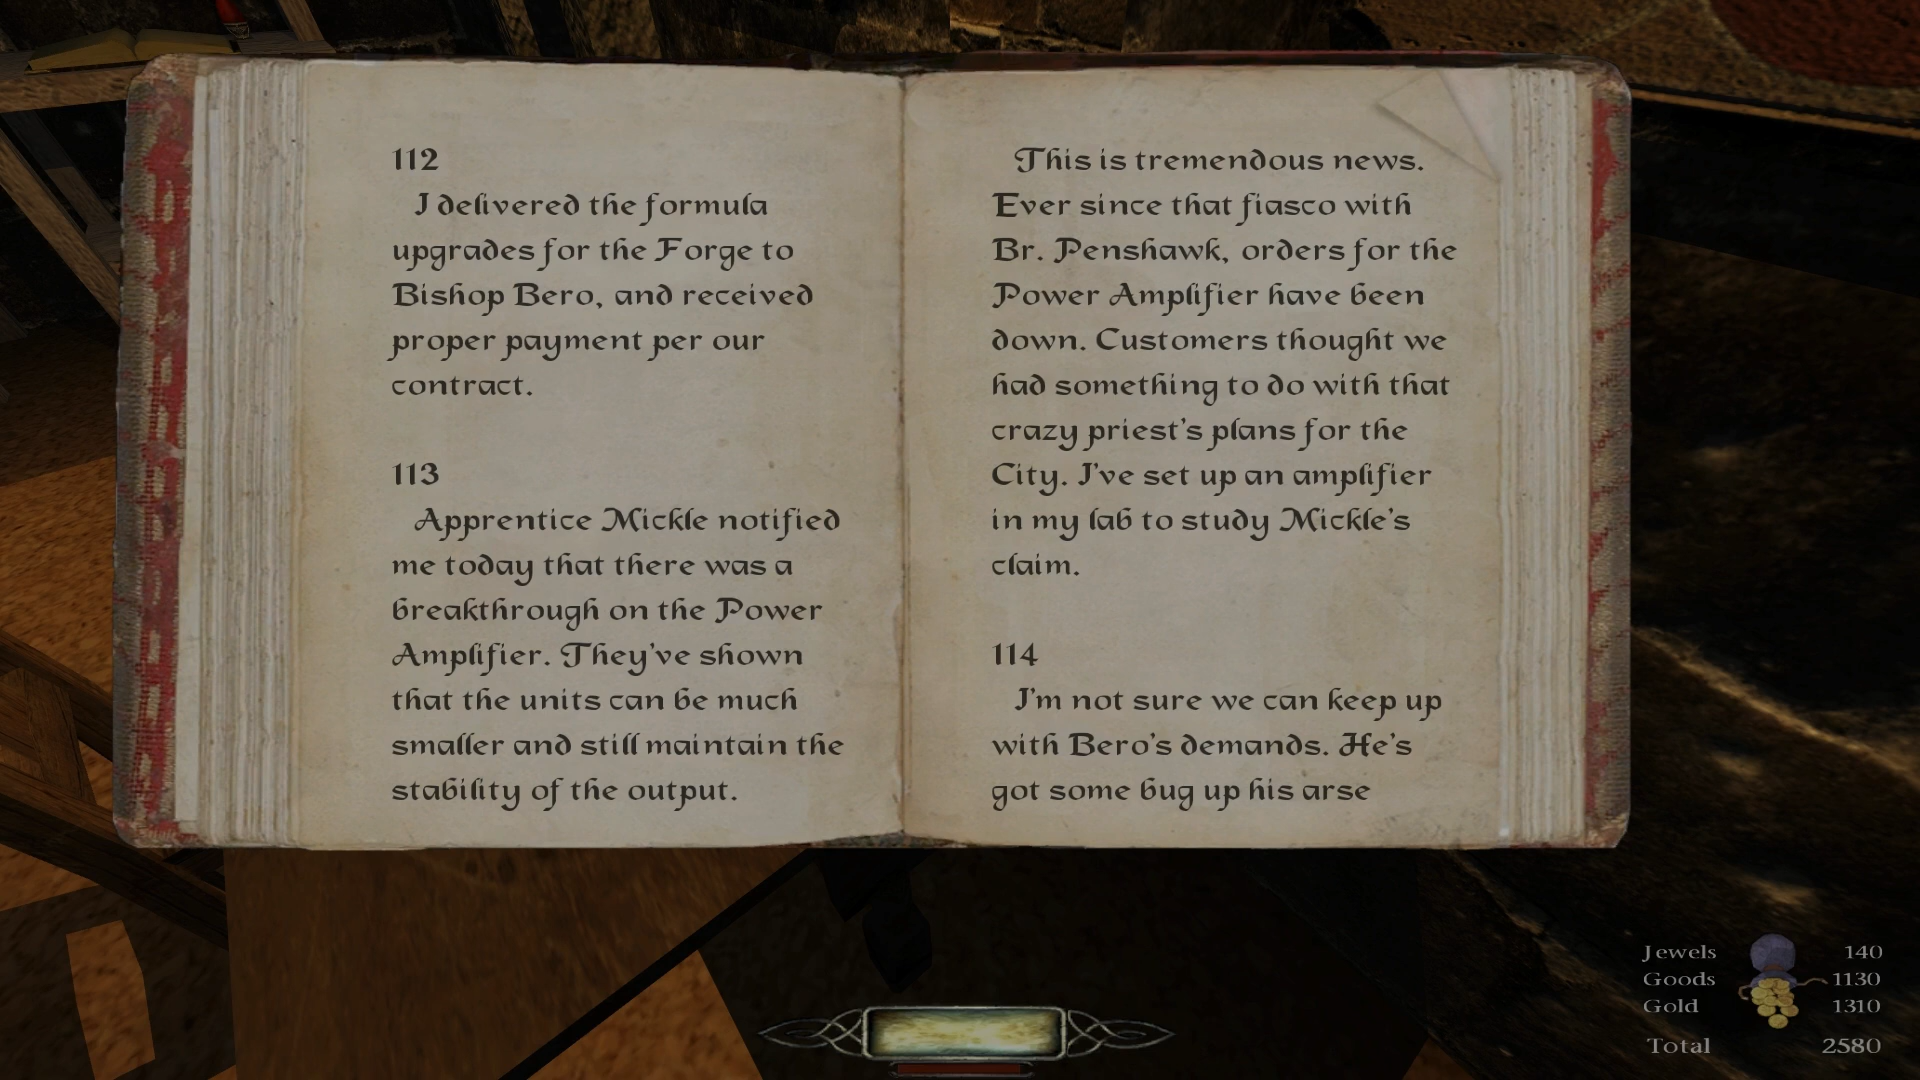 112
I delivered the formula
upgrades for the Forge to
Bishop Bero, and received
proper payment per our
contract.
113
Apprentice Mickle notified
me today that there was a
breakthrough on the Power
Amplifier. They've shown
that the units can be much
smaller and still maintain the
stability of the output.
This is tremendous news.
Ever since that fiasco with
Br. Penshawk, orders for the
Power Amplifier have been
down. Customers thought we
had something to do with that
crazy priest's plans for the
City. I've set up an amplifier
in my lab to study Mickle's
claim.
114
I'm not sure we can keep up
with Bero's demands. He's
got some bug up his arse
Jewels 140
Goods 1130
Gold 1310
Total 2580